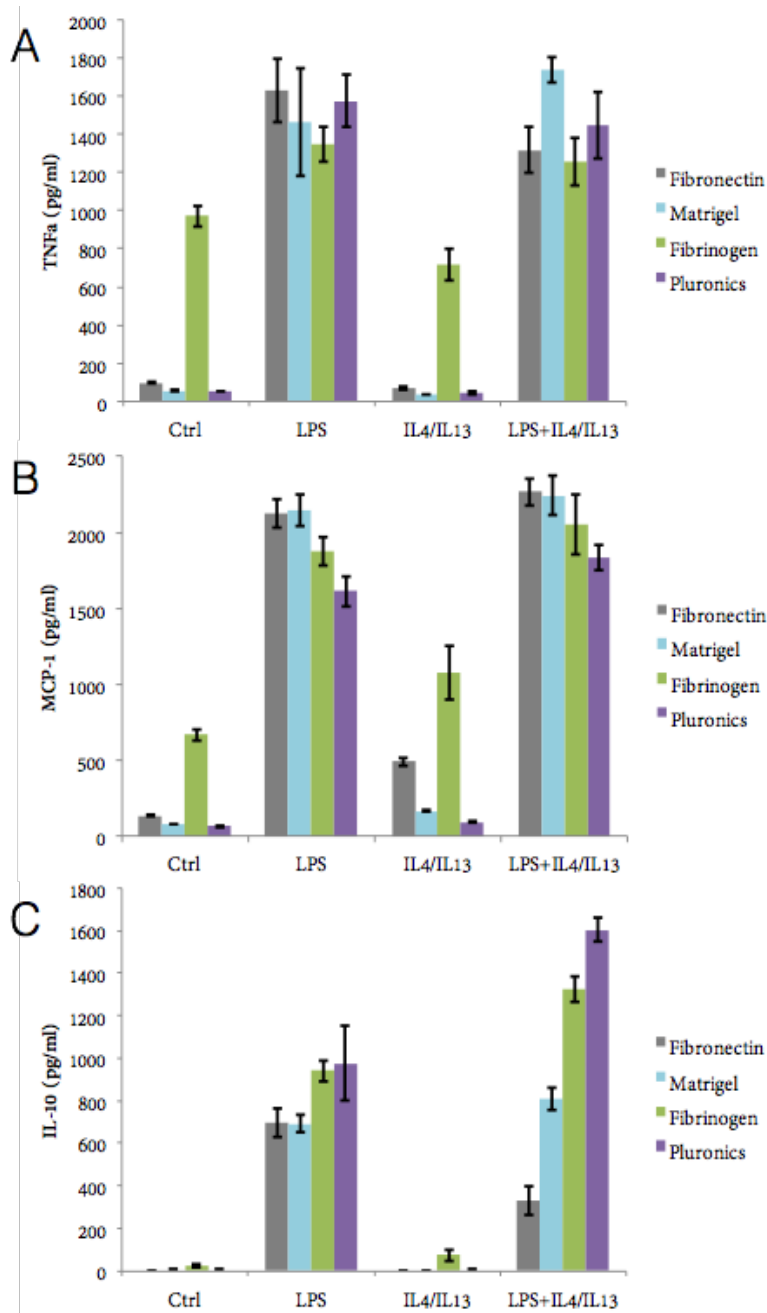 A
TNFa (pg/ml)
2000
1800
1600
1400
1200
1000
800
600
400
200
0
Ctrl LPS IL4/IL13 LPS+IL4/IL13
Fibronectin
Matrigel
Fibrinogen
Pluronics
B
MCP-1 (pg/ml)
2500
2000
1500
1000
500
0
Ctrl LPS IL4/IL13 LPS+IL4/IL13
Fibronectin
Matrigel
Fibrinogen
Pluronics
C
IL-10 (pg/ml)
1800
1600
1400
1200
1000
800
600
400
200
0
Ctrl LPS IL4/IL13 LPS+IL4/IL13
Fibronectin
Matrigel
Fibrinogen
Pluronics